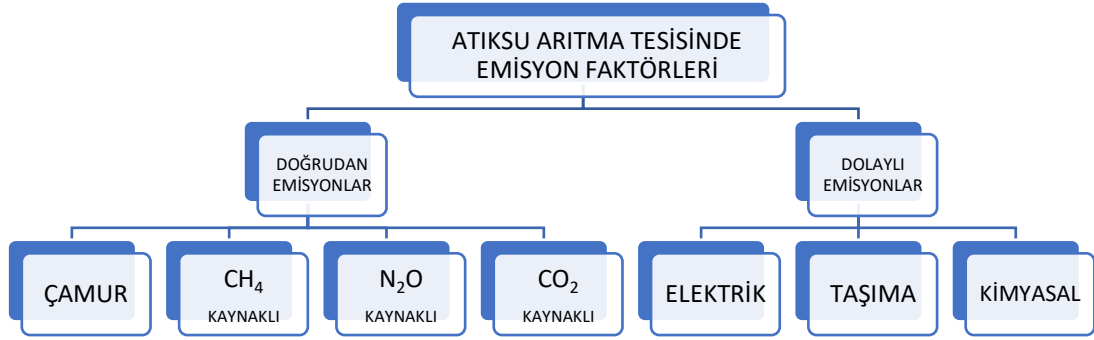 ATIKSU ARITMA TESİSİNDE
EMİSYON FAKTÖRLERİ
DOĞRUDAN
EMİSYONLAR
DOLAYLI
EMİSYONLAR
ÇAMUR
CH₄
KAYNAKLI
N₂O
KAYNAKLI
CO₂
KAYNAKLI
ELEKTRİK
TAŞIMA
KİMYASAL